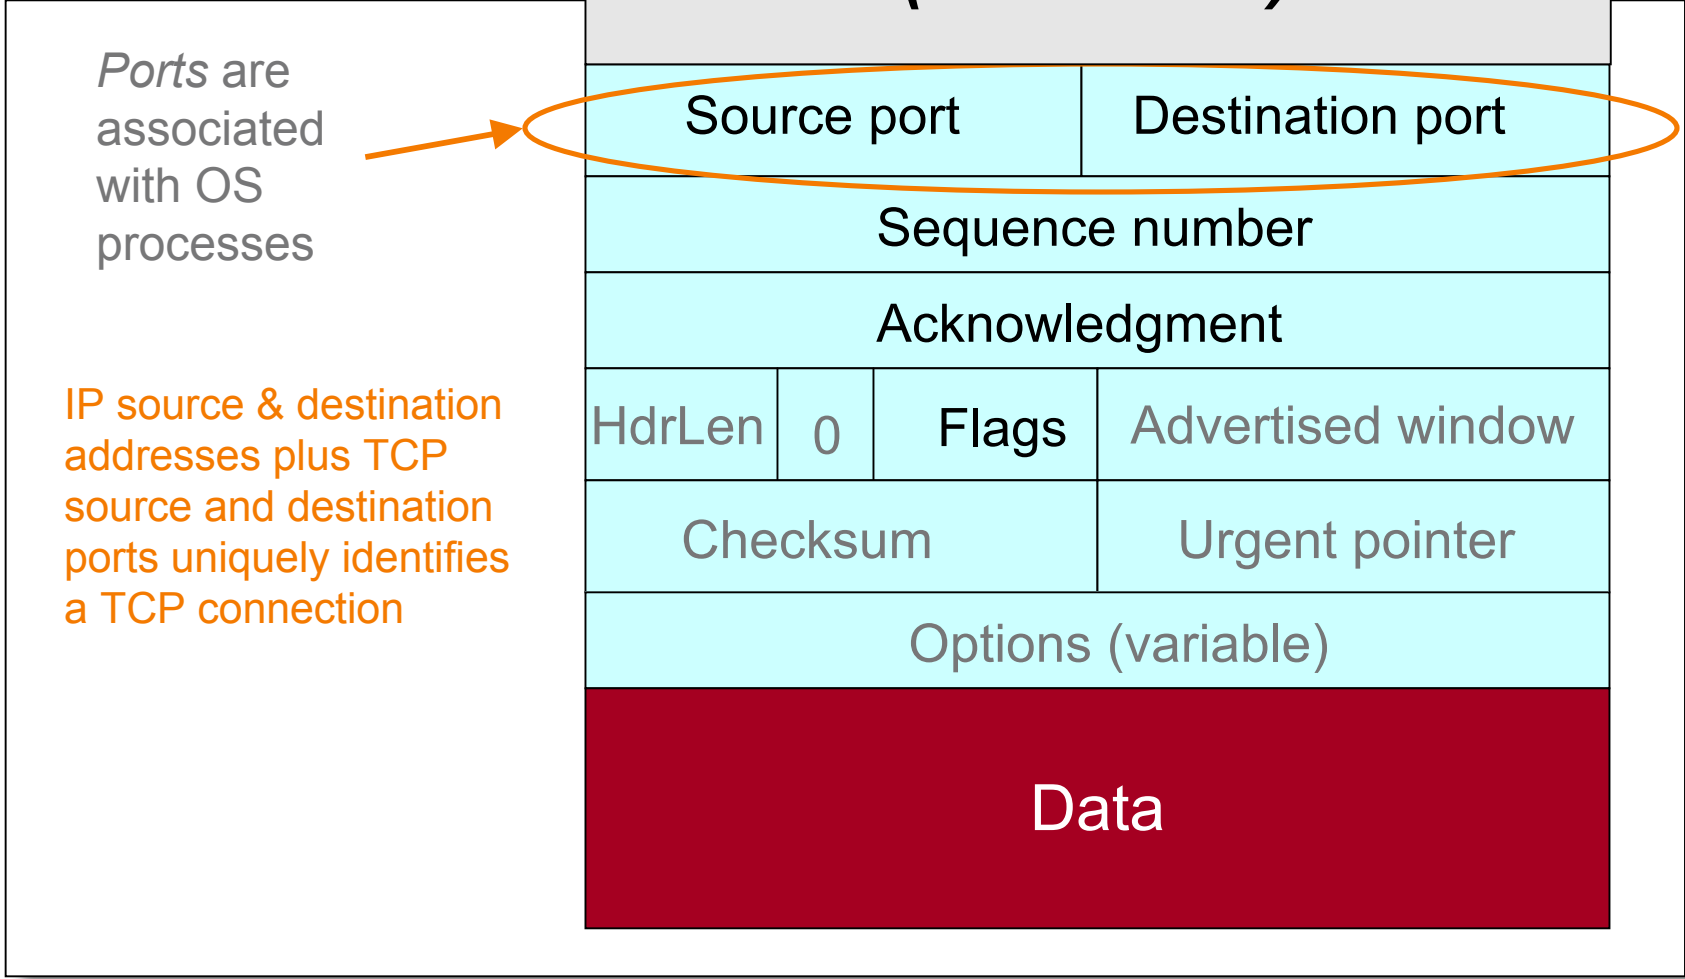 Ports are
associated
with OS
processes
IP source & destination
addresses plus TCP
source and destination
ports uniquely identifies
a TCP connection
Source port Destination port
Sequence number
Acknowledgment
HdrLen 0 Flags Advertised window
Checksum Urgent pointer
Options (variable)
Data